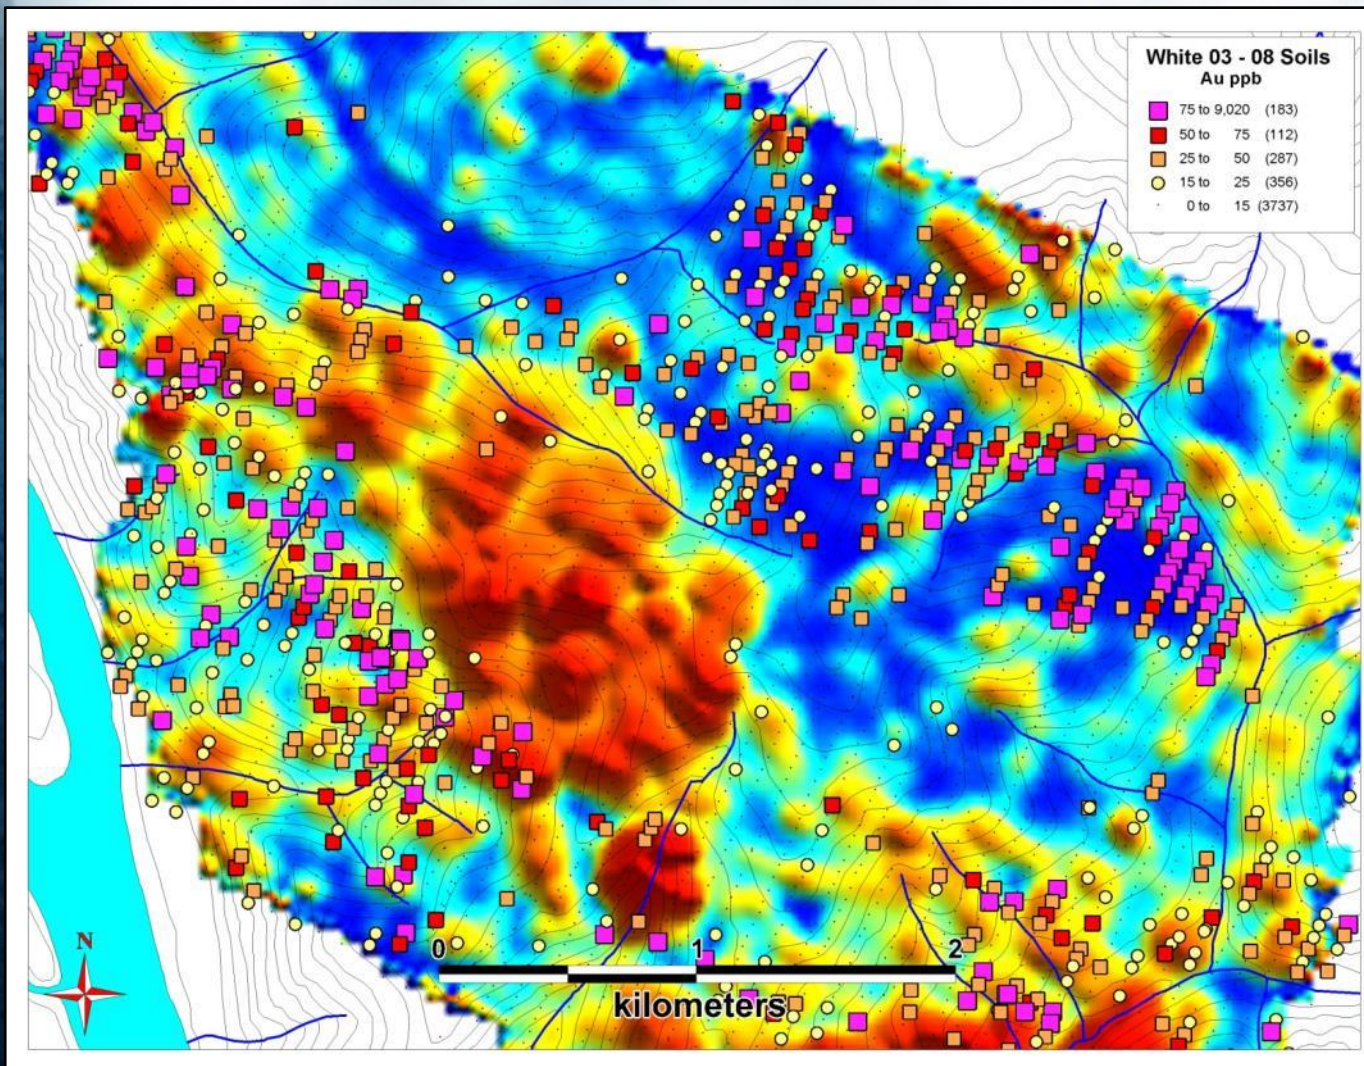 White 03 - 08 Soils
Au ppb
75 to 9,020 (183)
50 to 75 (112)
25 to 50 (287)
15 to 25 (356)
0 to 15 (3737)
N
0 1 2
kilometers